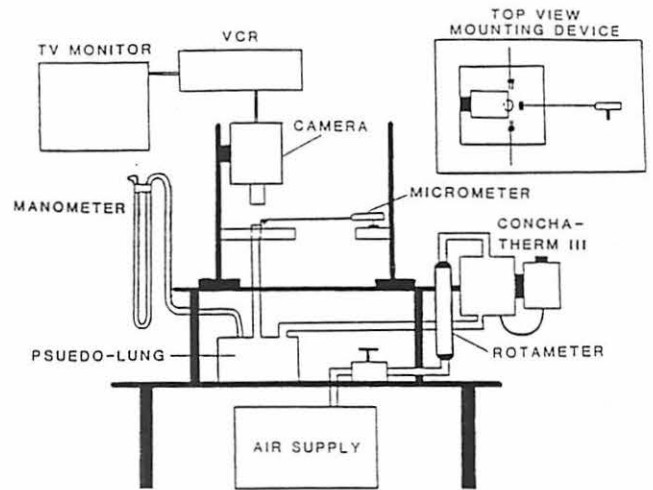 TOP VIEW
MOUNTING DEVICE
VCR
TV MONITOR
CAMERA
MICROMETER
MANOMETER
CONCHA-
THERM III
PSUEDO-LUNG
ROTAMETER
AIR SUPPLY